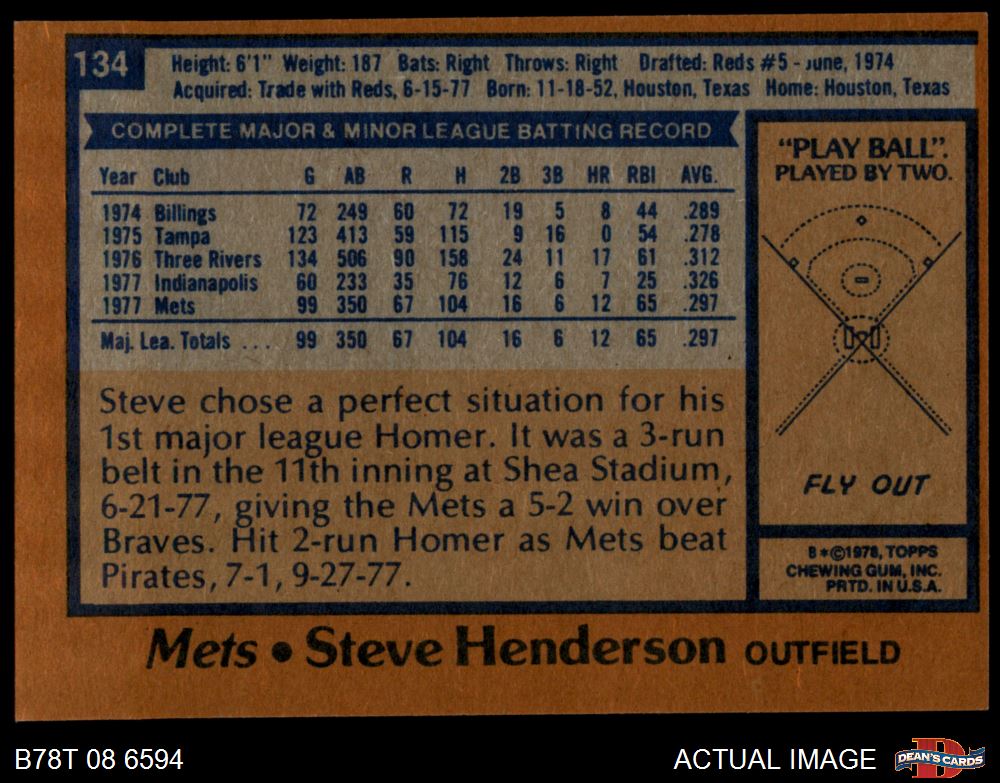 134
Height: 6'1" Weight: 187 Bats: Right Throws: Right Drafted: Reds #5 - June, 1974
Acquired: Trade with Reds, 6-15-77 Born: 11-18-52, Houston, Texas Home: Houston, Texas
COMPLETE MAJOR & MINOR LEAGUE BATTING RECORD
Year Club G AB R H 2B 3B HR RBI AVG.
1974 Billings 72 249 60 72 19 5 8 44 .289
1975 Tampa 123 413 59 115 9 16 0 54 .278
1976 Three Rivers 134 506 90 158 24 11 17 61 .312
1977 Indianapolis 60 233 35 76 12 6 7 25 .326
1977 Mets 99 350 67 104 16 6 12 65 .297
Maj. Lea. Totals ... 99 350 67 104 16 6 12 65 .297
Steve chose a perfect situation for his
1st major league Homer. It was a 3-run
belt in the 11th inning at Shea Stadium,
6-21-77, giving the Mets a 5-2 win over
Braves. Hit 2-run Homer as Mets beat
Pirates, 7-1, 9-27-77.
"PLAY BALL".
PLAYED BY TWO.
FLY OUT
B*©1978, TOPPS
CHEWING GUM, INC.
PRTD. IN U.S.A.
Mets • Steve Henderson OUTFIELD
B78T 08 6594
ACTUAL IMAGE
D
DEAN'S CARDS